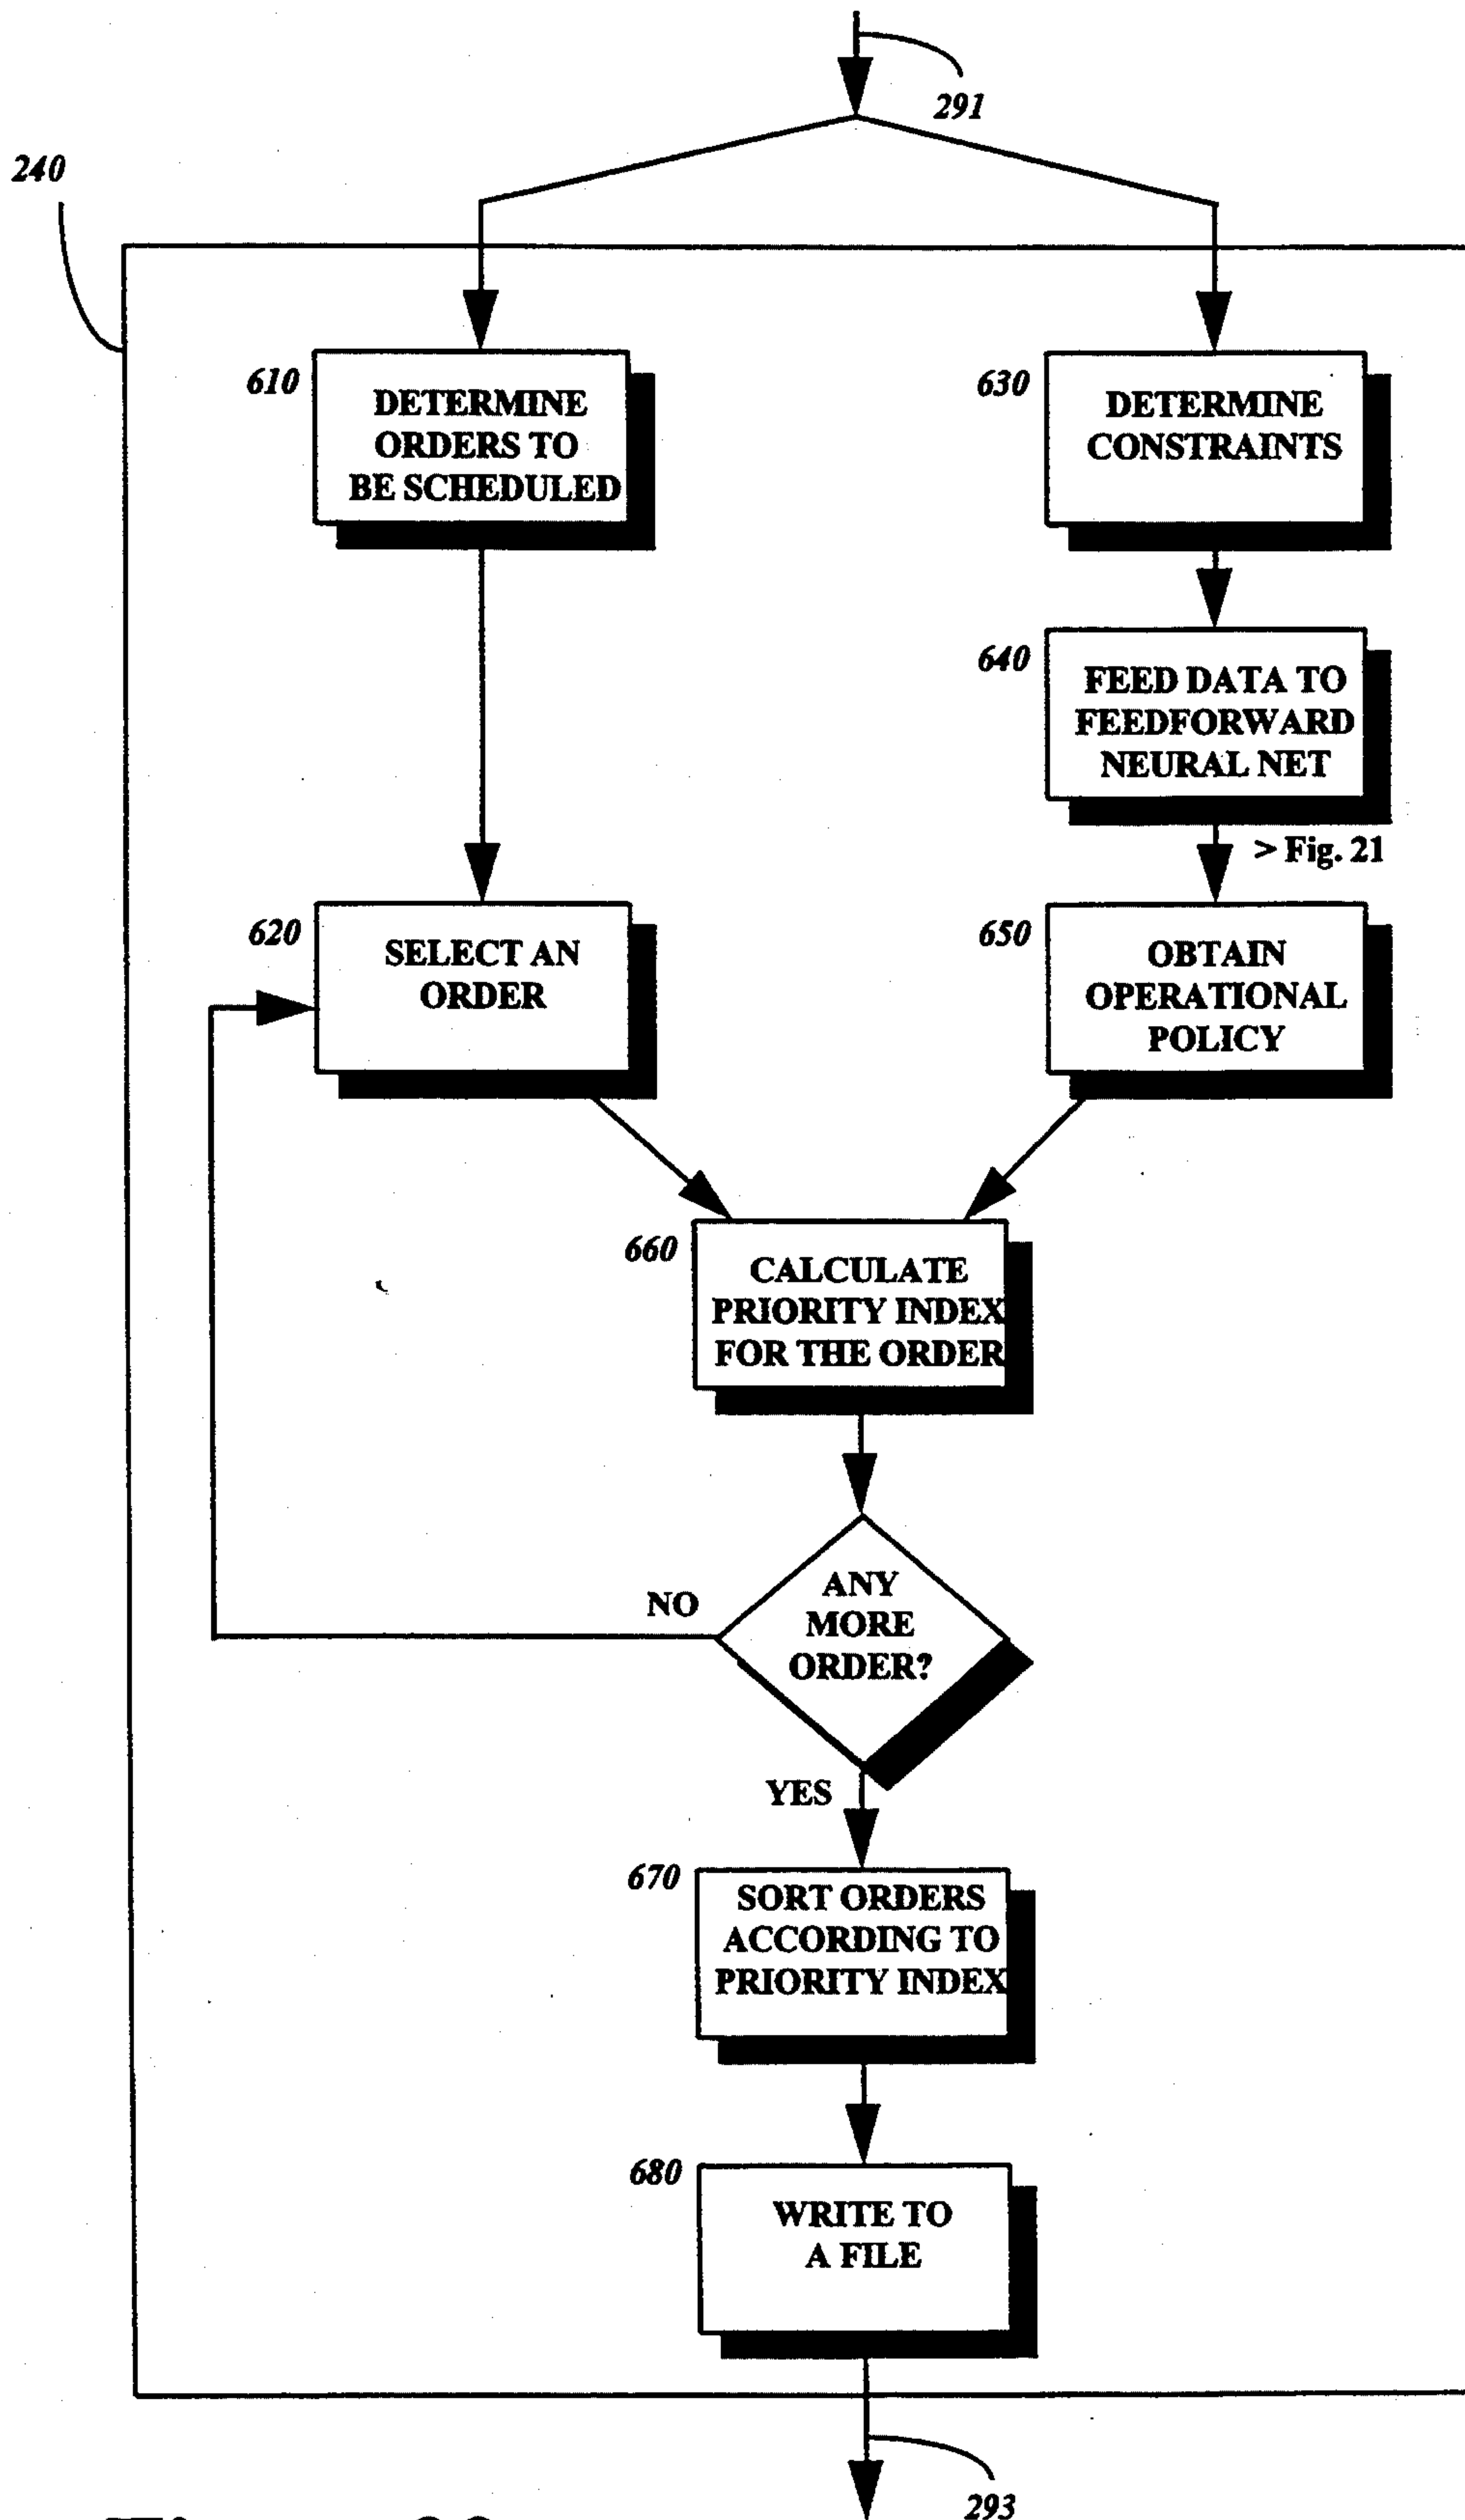 291
240
610
DETERMINE
ORDERS TO
BE SCHEDULED
630
DETERMINE
CONSTRAINTS
640
FEED DATA TO
FEEDFORWARD
NEURAL NET
> Fig. 21
620
SELECT AN
ORDER
650
OBTAIN
OPERATIONAL
POLICY
660
CALCULATE
PRIORITY INDEX
FOR THE ORDER
ANY
MORE
ORDER?
NO
YES
670
SORT ORDERS
ACCORDING TO
PRIORITY INDEX
680
WRITE TO
A FILE
293